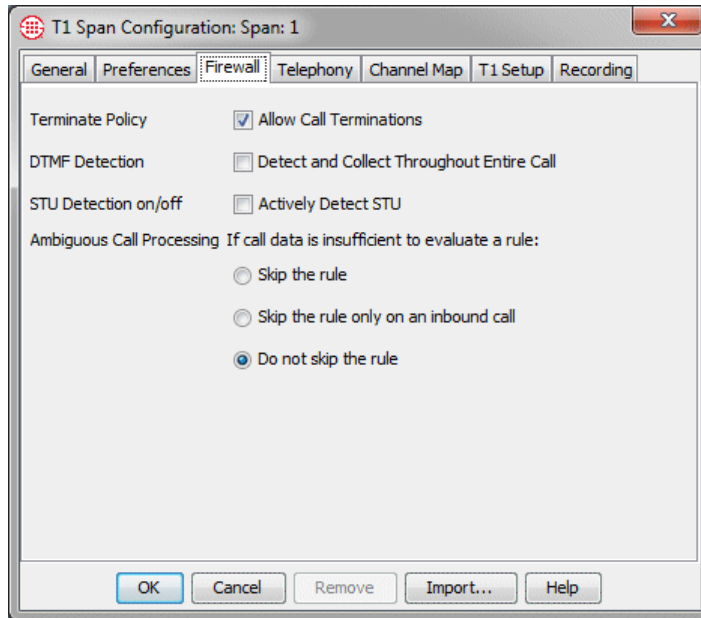 T1 Span Configuration: Span: 1
General Preferences Firewall Telephony Channel Map T1 Setup Recording
Terminate Policy Allow Call Terminations
DTMF Detection Detect and Collect Throughout Entire Call
STU Detection on/off Actively Detect STU
Ambiguous Call Processing If call data is insufficient to evaluate a rule:
Skip the rule
Skip the rule only on an inbound call
Do not skip the rule
OK Cancel Remove Import... Help